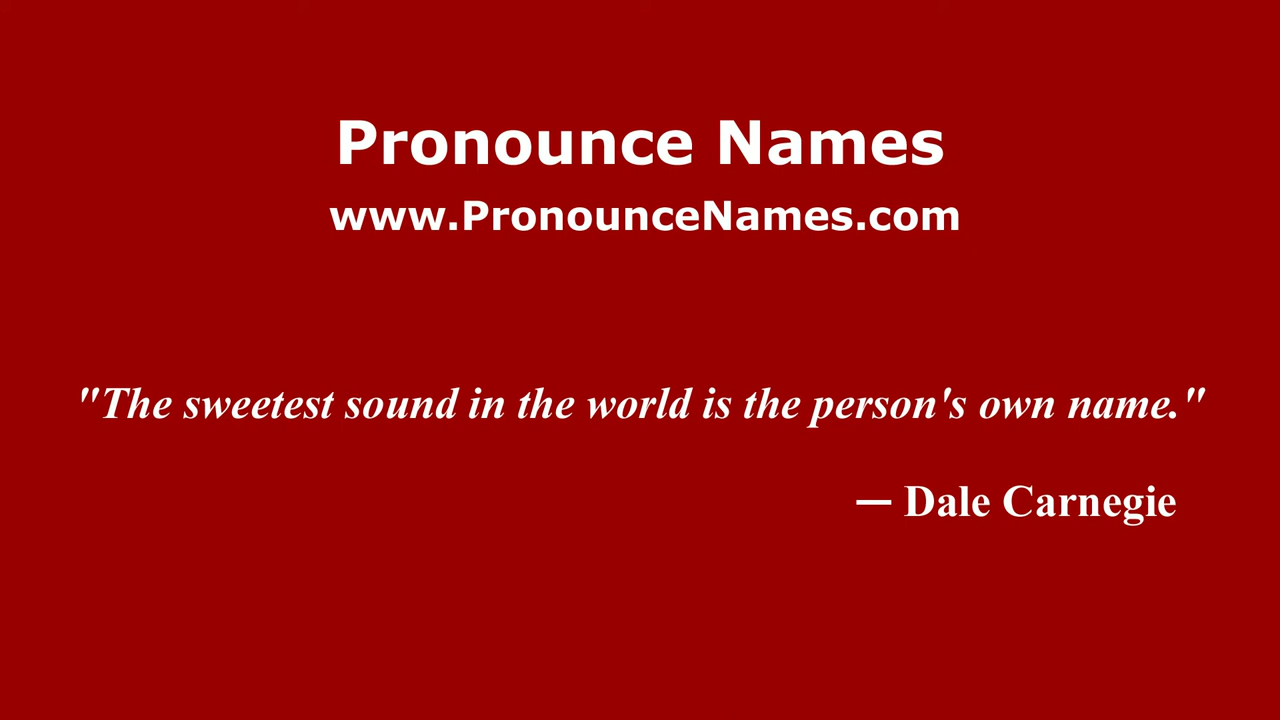 Pronounce Names
www.PronounceNames.com
"The sweetest sound in the world is the person's own name."
— Dale Carnegie